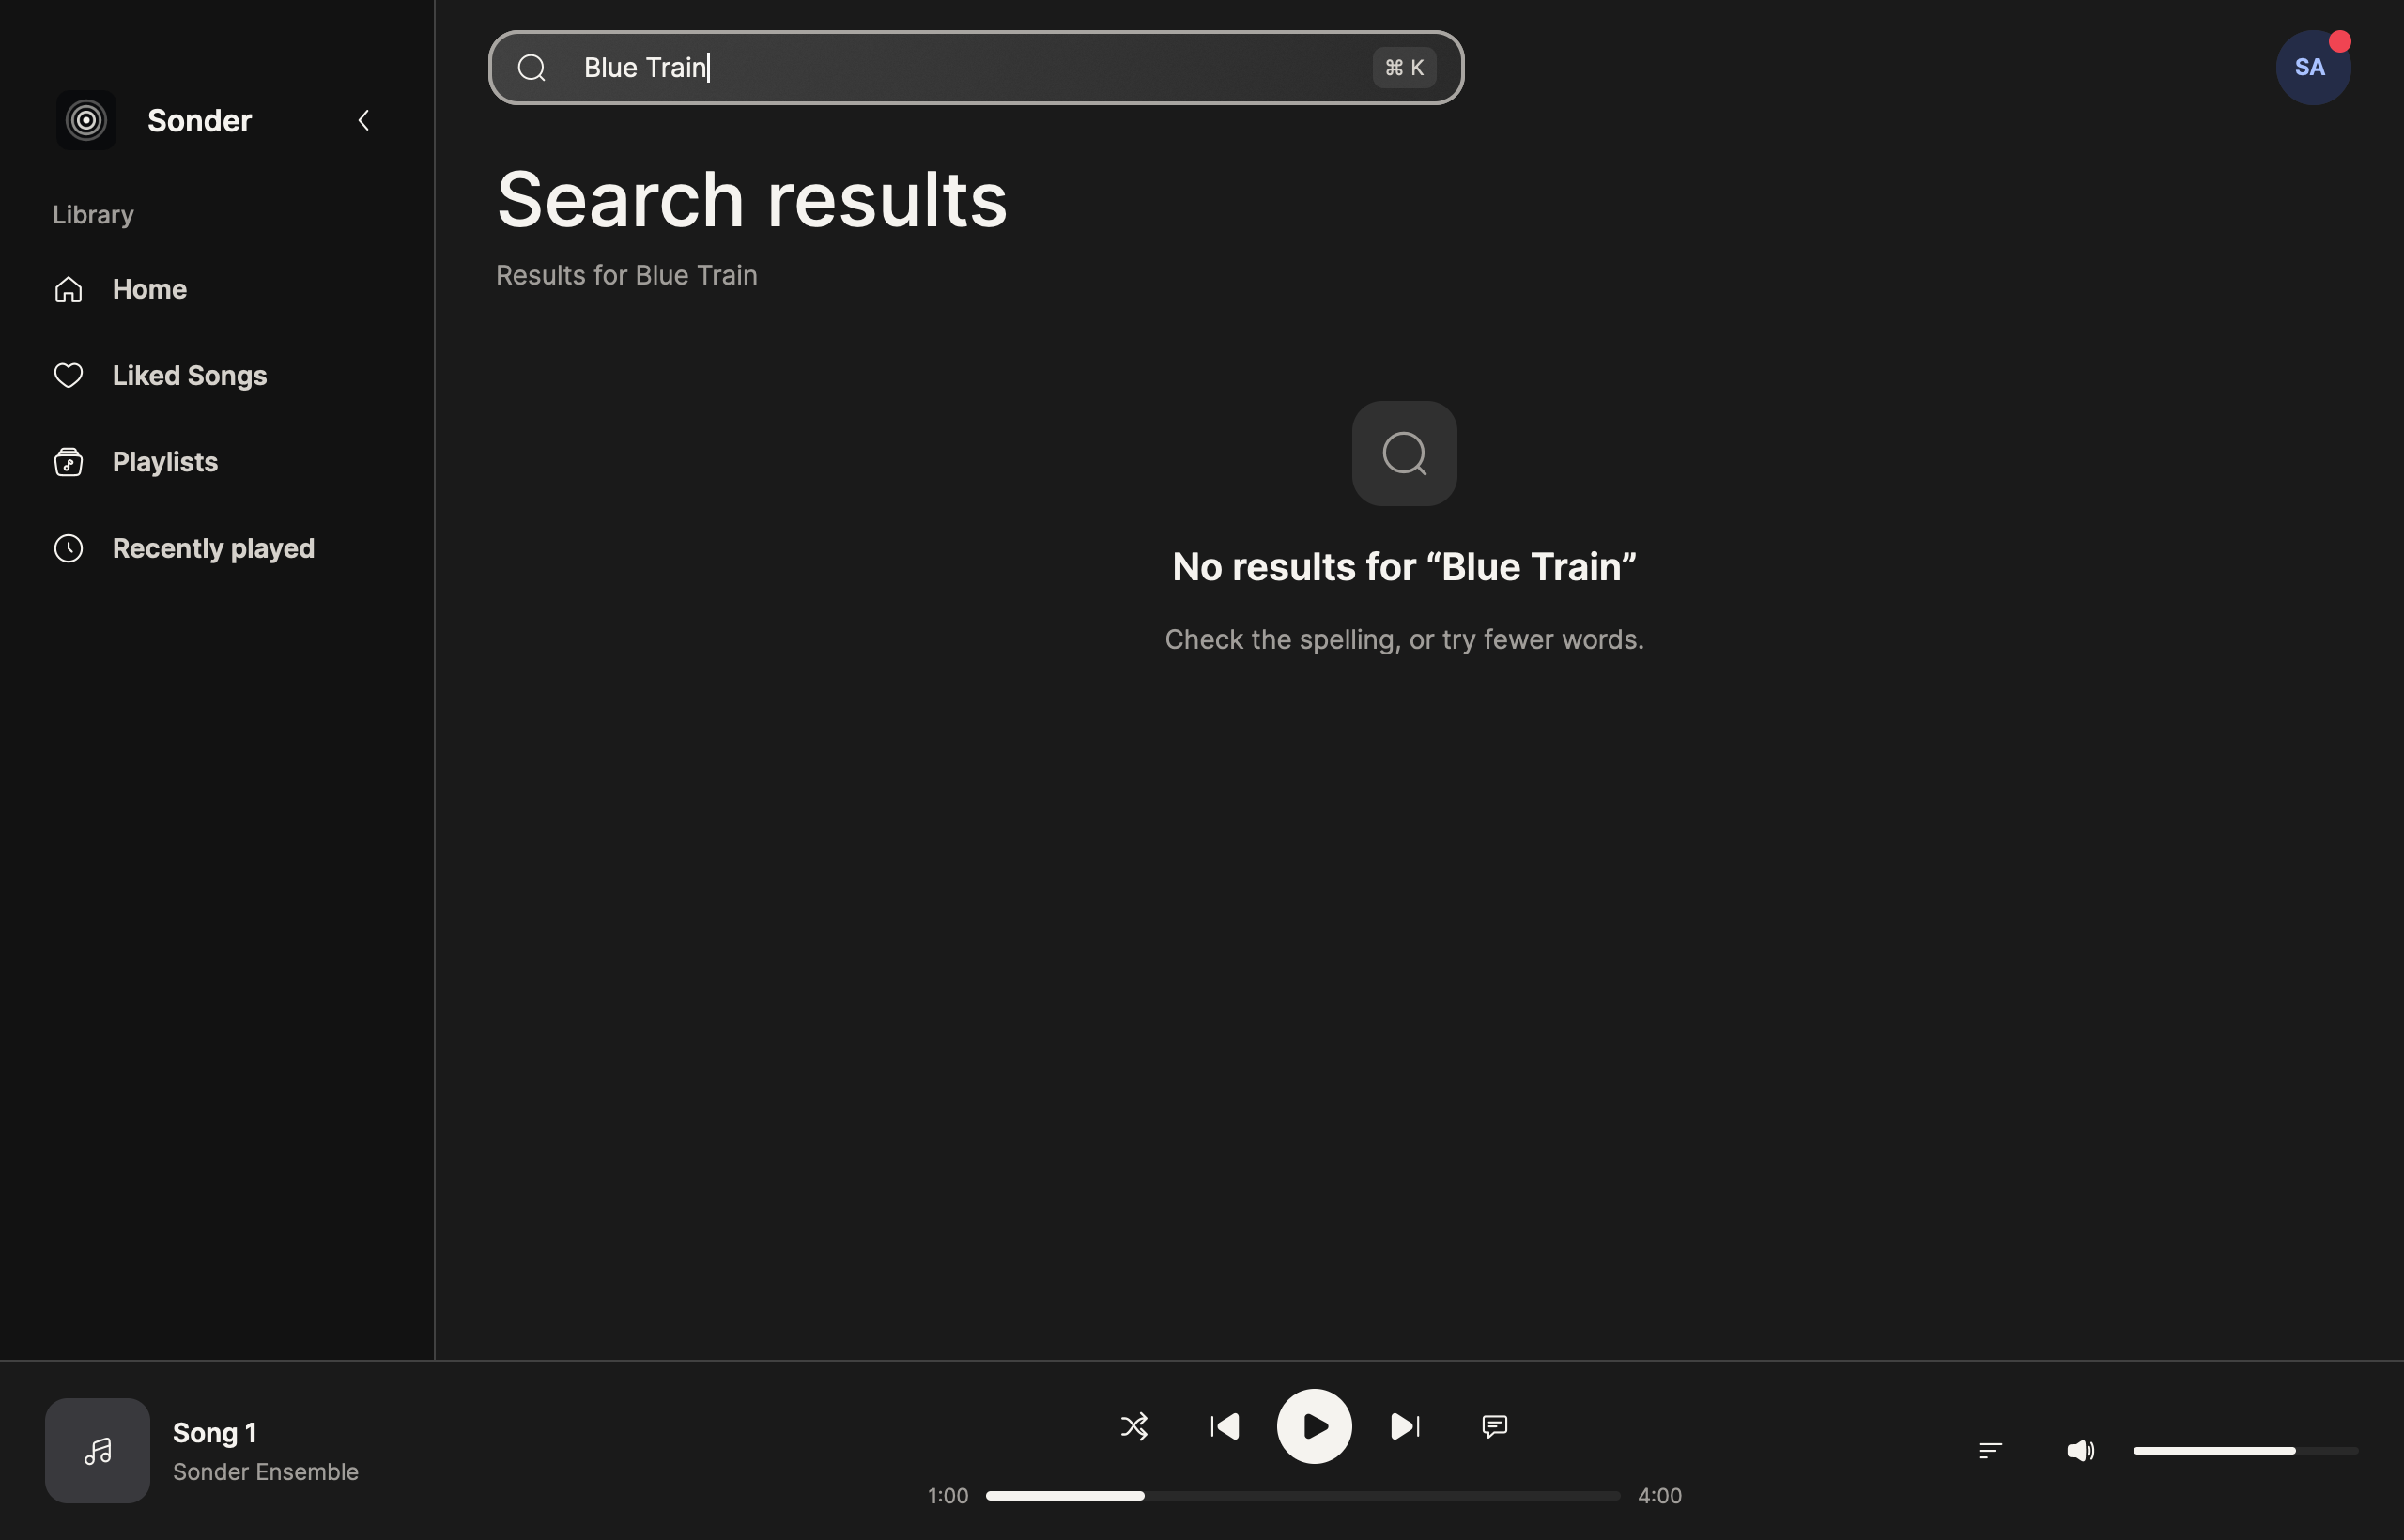 Blue Train
⌘ K
SA
Sonder
Library
Home
Liked Songs
Playlists
Recently played
Search results
Results for Blue Train
No results for “Blue Train”
Check the spelling, or try fewer words.
Song 1
Sonder Ensemble
1:00
4:00